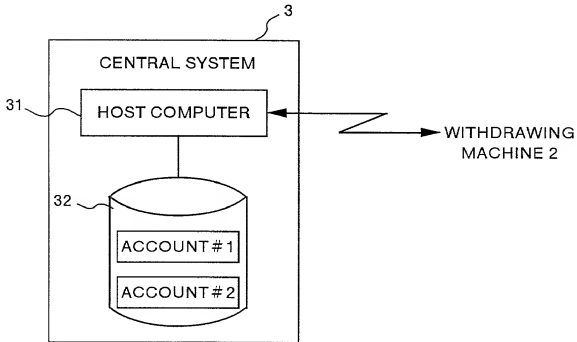 3
CENTRAL SYSTEM
31
HOST COMPUTER
WITHDRAWING
MACHINE 2
32
ACCOUNT#1
ACCOUNT#2